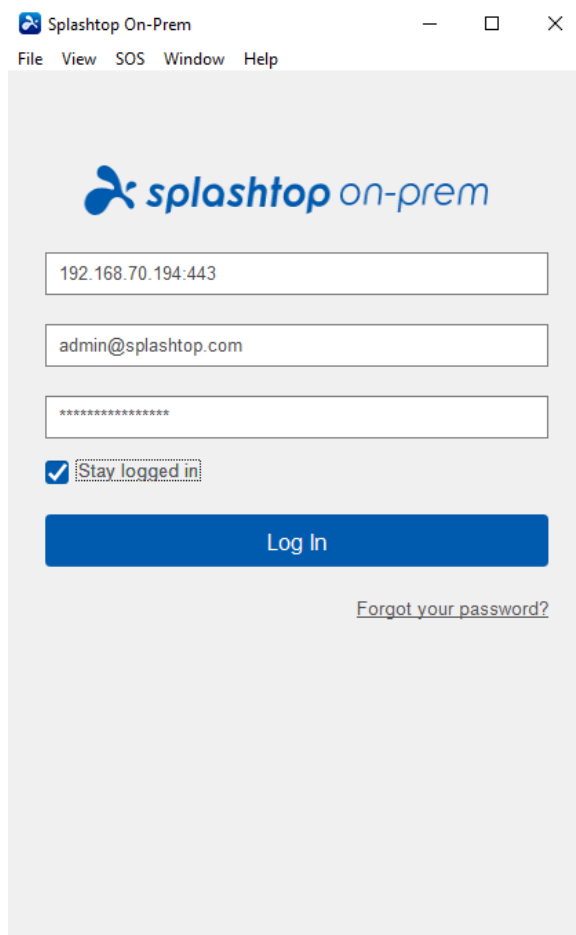 Splashtop On-Prem
File View SOS Window Help
splashtop on-prem
192.168.70.194:443
admin@splashtop.com
****************
Stay logged in
Log In
Forgot your password?